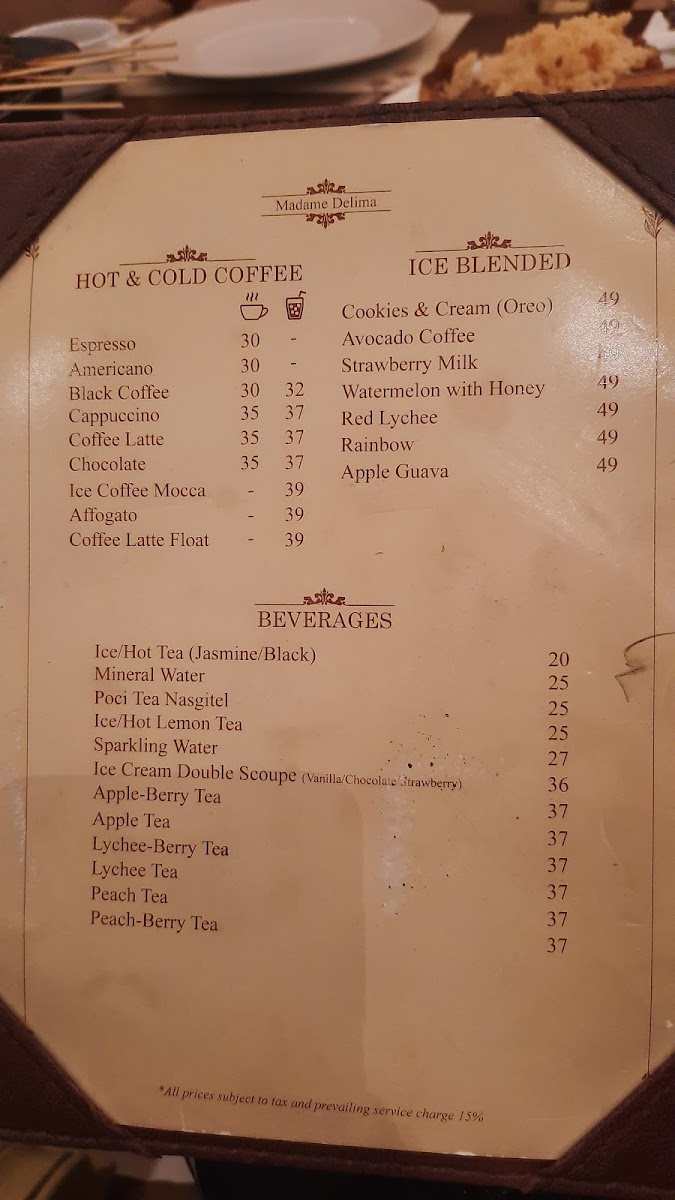 Madame Delima
HOT & COLD COFFEE
Espresso 30 -
Americano 30 -
Black Coffee 30 32
Cappuccino 35 37
Coffee Latte 35 37
Chocolate 35 37
Ice Coffee Mocca - 39
Affogato - 39
Coffee Latte Float - 39
ICE BLENDED
Cookies & Cream (Oreo) 49
Avocado Coffee 49
Strawberry Milk
Watermelon with Honey 49
Red Lychee 49
Rainbow 49
Apple Guava 49
BEVERAGES
Ice/Hot Tea (Jasmine/Black) 20
Mineral Water 25
Poci Tea Nasgitel 25
Ice/Hot Lemon Tea 25
Sparkling Water 27
Ice Cream Double Scoupe (Vanilla/Chocolate/Strawberry) 36
Apple-Berry Tea 37
Apple Tea 37
Lychee-Berry Tea 37
Lychee Tea 37
Peach Tea 37
Peach-Berry Tea 37
*All prices subject to tax and prevailing service charge 15%